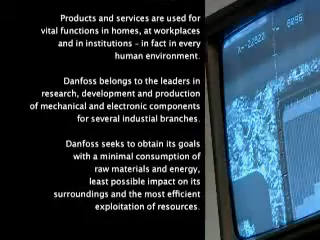 Products and services are used for
vital functions in homes, at workplaces
and in institutions – in fact in every
human environment.
Danfoss belongs to the leaders in
research, development and production
of mechanical and electronic components
for several industial branches.
Danfoss seeks to obtain its goals
with a minimal consumption of
raw materials and energy,
least possible impact on its
surroundings and the most efficient
exploitation of resources.